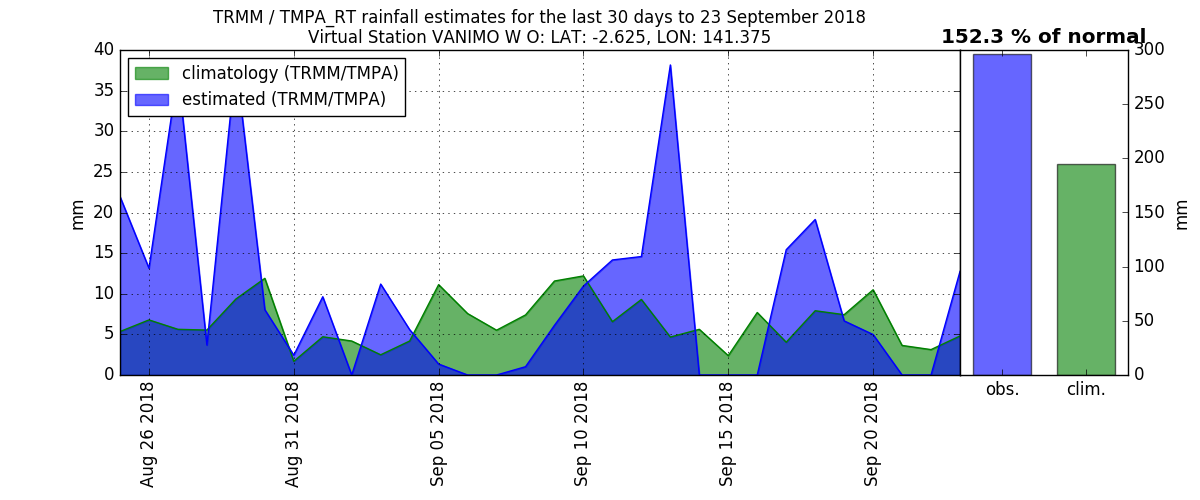 TRMM / TMPA_RT rainfall estimates for the last 30 days to 23 September 2018
Virtual Station VANIMO W O: LAT: -2.625, LON: 141.375
152.3 % of normal
climatology (TRMM/TMPA)
estimated (TRMM/TMPA)
40
35
30
25
20
15
10
5
0
mm
Aug 26 2018
Aug 31 2018
Sep 05 2018
Sep 10 2018
Sep 15 2018
Sep 20 2018
300
250
200
150
100
50
0
mm
obs.
clim.